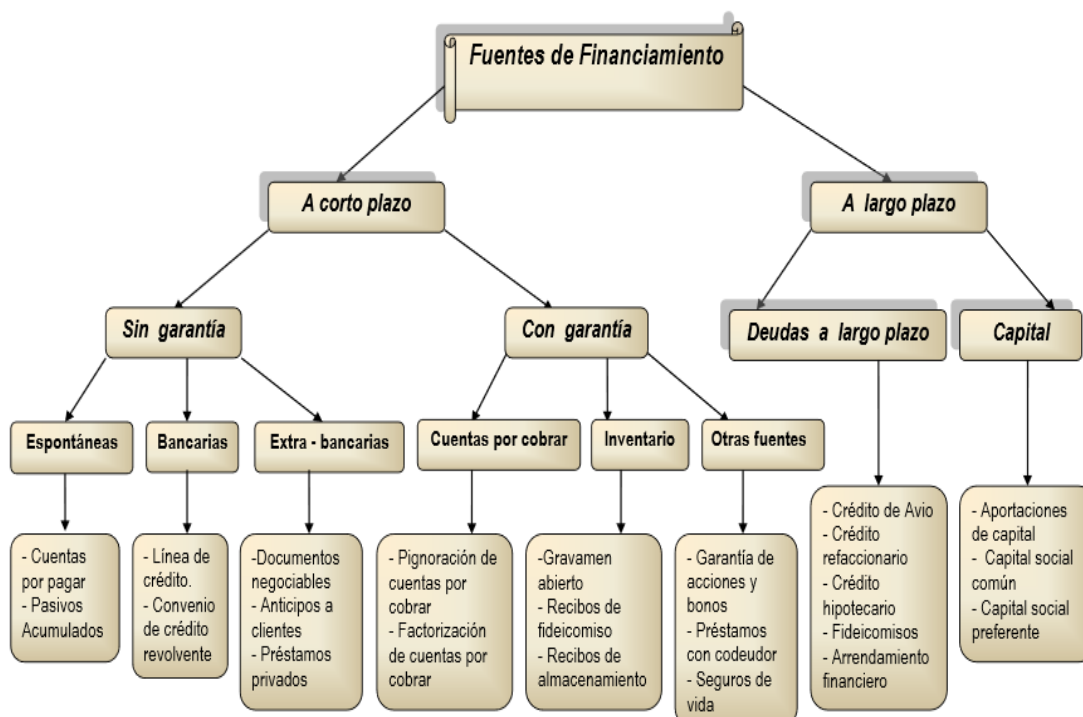 Fuentes de Financiamiento
A corto plazo
A largo plazo
Sin garantía
Con garantía
Deudas a largo plazo
Capital
Espontáneas
Bancarias
Extra - bancarias
Cuentas por cobrar
Inventario
Otras fuentes
- Cuentas
por pagar
- Pasivos
Acumulados
- Línea de
crédito.
- Convenio
de crédito
revolvente
-Documentos
negociables
- Anticipos a
clientes
- Préstamos
privados
- Pignoración de
cuentas por
cobrar
- Factorización
de cuentas por
cobrar
-Gravamen
abierto
- Recibos de
fideicomiso
- Recibos de
almacenamiento
- Garantía de
acciones y
bonos
- Préstamos
con codeudor
- Seguros de
vida
- Crédito de Avio
- Crédito
refaccionario
- Crédito
hipotecario
- Fideicomisos
- Arrendamiento
financiero
- Aportaciones
de capital
- Capital social
común
- Capital social
preferente